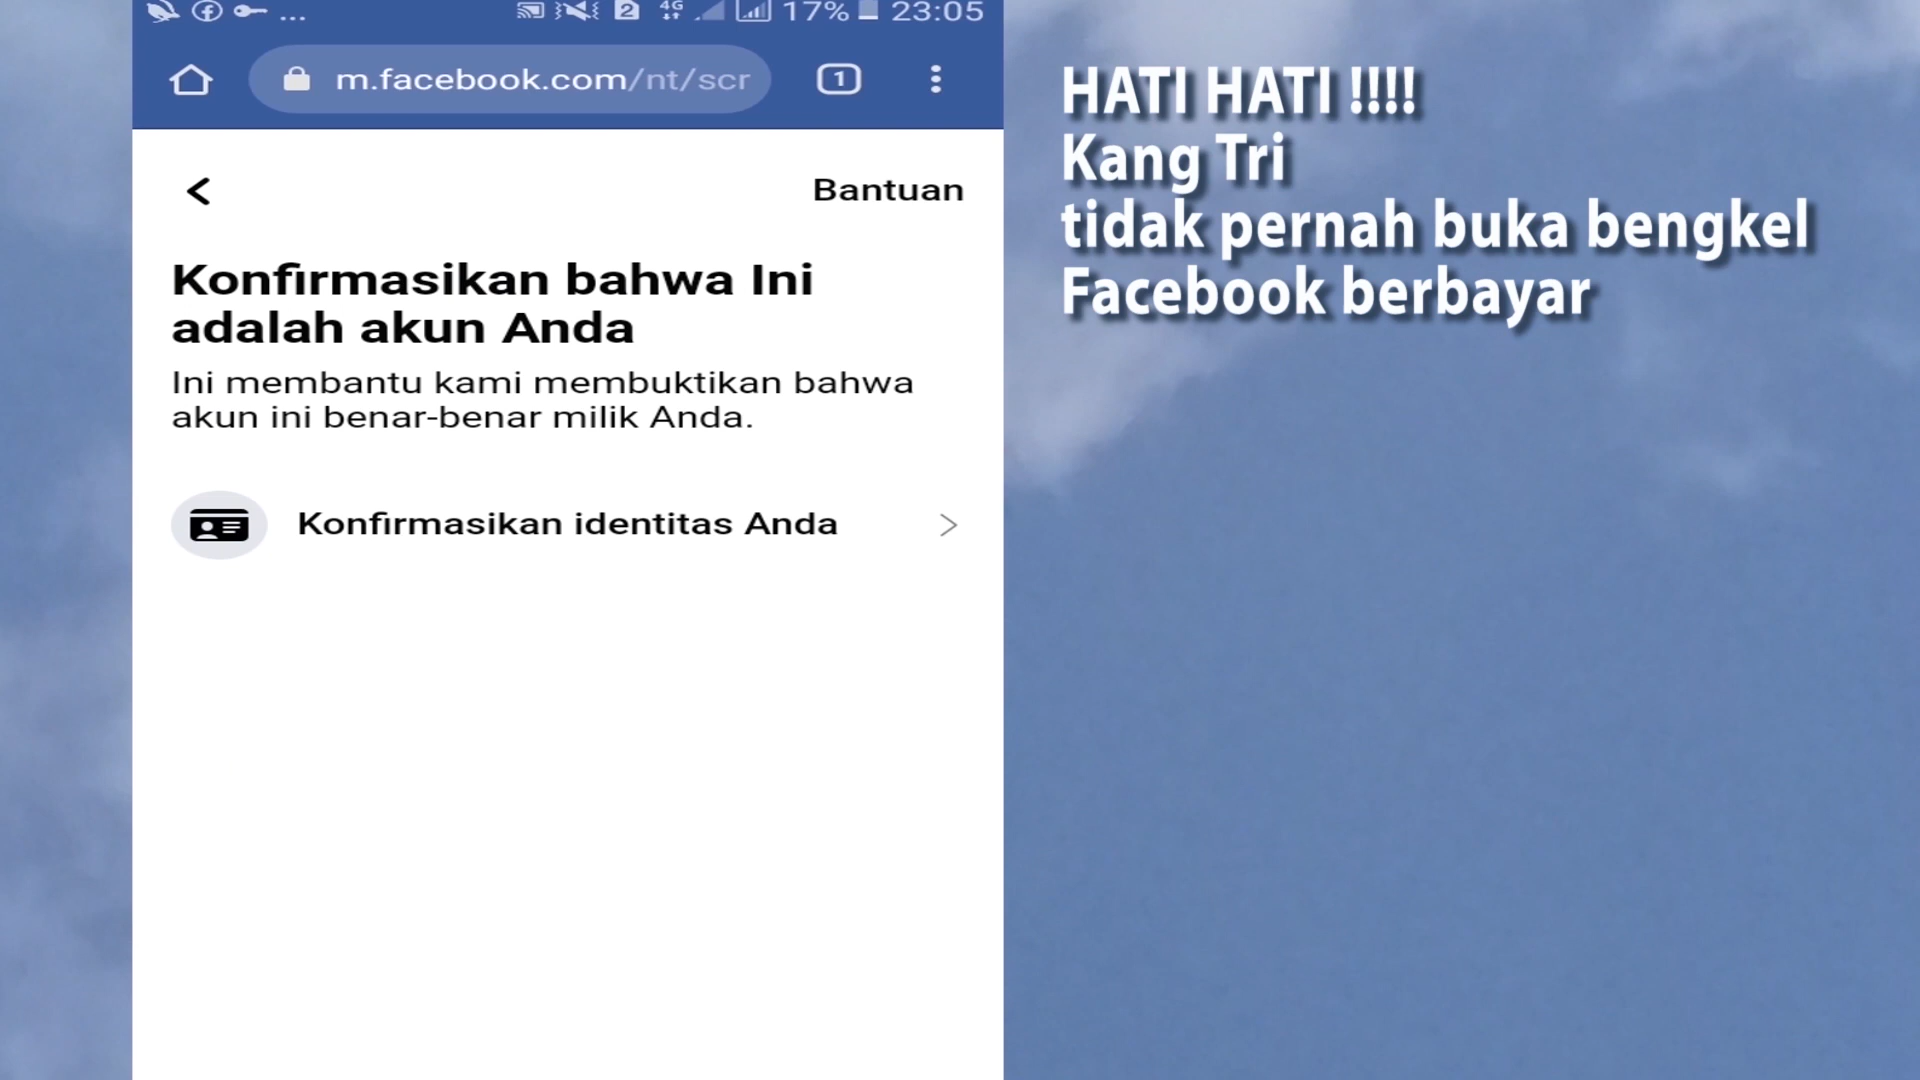 ... 2 4G 17% 23:05
m.facebook.com/nt/scr 1
Bantuan
Konfirmasikan bahwa Ini
adalah akun Anda
Ini membantu kami membuktikan bahwa
akun ini benar-benar milik Anda.
Konfirmasikan identitas Anda
HATI HATI !!!!
Kang Tri
tidak pernah buka bengkel
Facebook berbayar